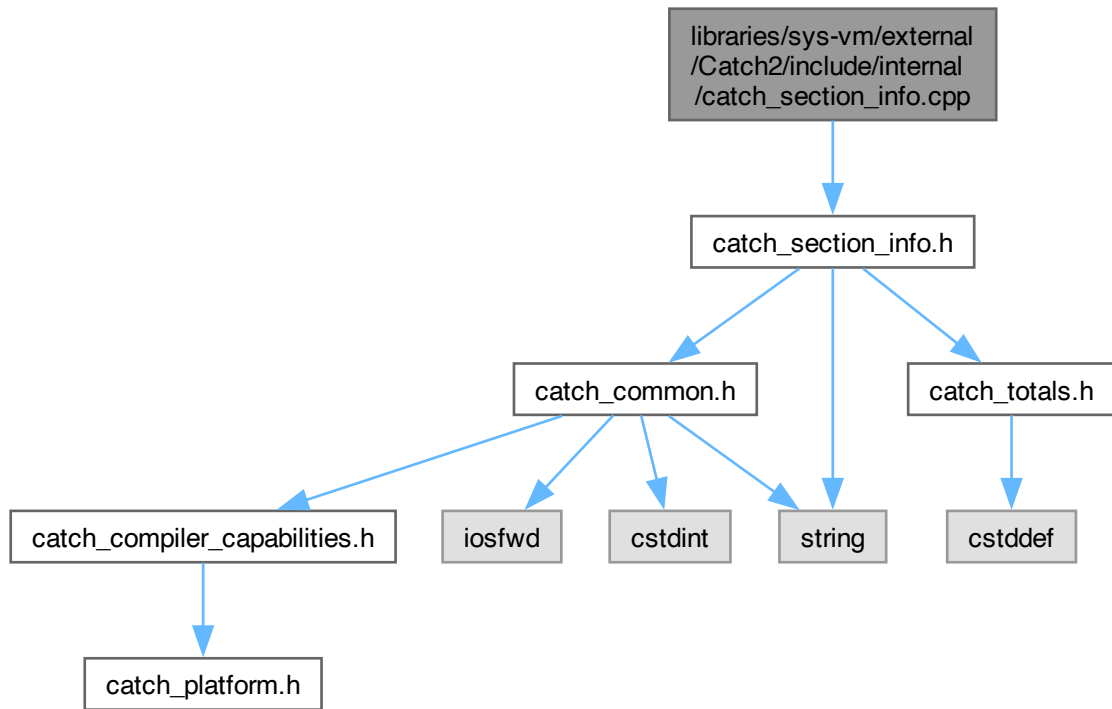 libraries/sys-vm/external
/Catch2/include/internal
/catch_section_info.cpp
catch_section_info.h
catch_common.h
catch_totals.h
catch_compiler_capabilities.h
iosfwd
cstdint
string
cstddef
catch_platform.h